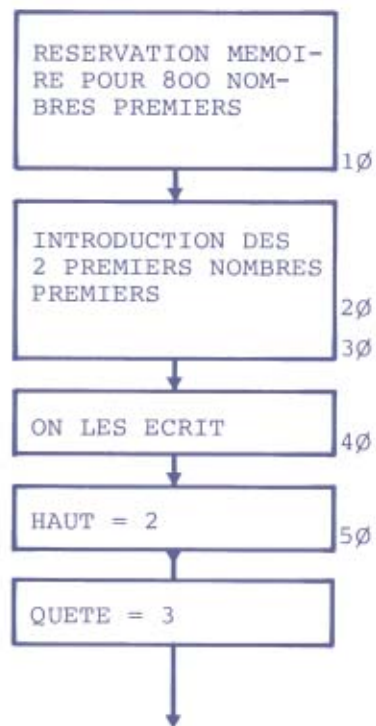 RESERVATION MEMOI-
RE POUR 800 NOM-
BRES PREMIERS
1Ø
INTRODUCTION DES
2 PREMIERS NOMBRES
PREMIERS
2Ø
3Ø
ON LES ECRIT
4Ø
HAUT = 2
5Ø
QUETE = 3